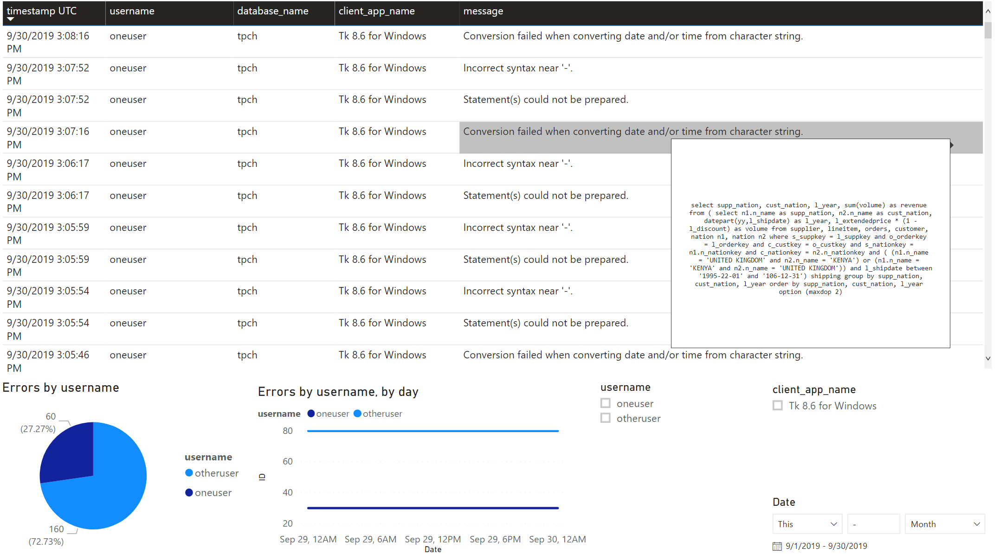 timestamp UTC username database_name client_app_name message
9/30/2019 3:08:16 PM oneuser tpch Tk 8.6 for Windows Conversion failed when converting date and/or time from character string.
9/30/2019 3:07:52 PM oneuser tpch Tk 8.6 for Windows Incorrect syntax near '-'.
9/30/2019 3:07:52 PM oneuser tpch Tk 8.6 for Windows Statement(s) could not be prepared.
9/30/2019 3:07:16 PM oneuser tpch Tk 8.6 for Windows Conversion failed when converting date and/or time from character string.
9/30/2019 3:06:17 PM oneuser tpch Tk 8.6 for Windows Incorrect syntax near '-'.
9/30/2019 3:06:17 PM oneuser tpch Tk 8.6 for Windows Statement(s) could not be prepared.
9/30/2019 3:05:59 PM oneuser tpch Tk 8.6 for Windows Incorrect syntax near '-'.
9/30/2019 3:05:59 PM oneuser tpch Tk 8.6 for Windows Statement(s) could not be prepared.
9/30/2019 3:05:54 PM oneuser tpch Tk 8.6 for Windows Incorrect syntax near '-'.
9/30/2019 3:05:54 PM oneuser tpch Tk 8.6 for Windows Statement(s) could not be prepared.
9/30/2019 3:05:46 PM oneuser tpch Tk 8.6 for Windows Conversion failed when converting date and/or time from character string.
select supp_nation, cust_nation, l_year, sum(volume) as revenue
from ( select n1.n_name as supp_nation, n2.n_name as cust_nation,
datepart(yy,l_shipdate) as l_year, l_extendedprice * (1 -
l_discount) as volume from supplier, lineitem, orders, customer,
nation n1, nation n2 where s_suppkey = l_suppkey and o_orderkey
= l_orderkey and c_custkey = o_custkey and s_nationkey =
n1.n_nationkey and c_nationkey = n2.n_nationkey and ( (n1.n_name
= 'UNITED KINGDOM' and n2.n_name = 'KENYA') or (n1.n_name =
'KENYA' and n2.n_name = 'UNITED KINGDOM')) and l_shipdate between
'1995-22-01' and '106-12-31') shipping group by supp_nation,
cust_nation, l_year order by supp_nation, cust_nation, l_year
option (maxdop 2)
Errors by username
60
(27.27%)
160
(72.73%)
username
otheruser
oneuser
Errors by username, by day
username oneuser otheruser
80
60
40
20
ID
Sep 29, 12AM Sep 29, 6AM Sep 29, 12PM Sep 29, 6PM Sep 30, 12AM
Date
username
oneuser
otheruser
client_app_name
Tk 8.6 for Windows
Date
This - Month
9/1/2019 - 9/30/2019